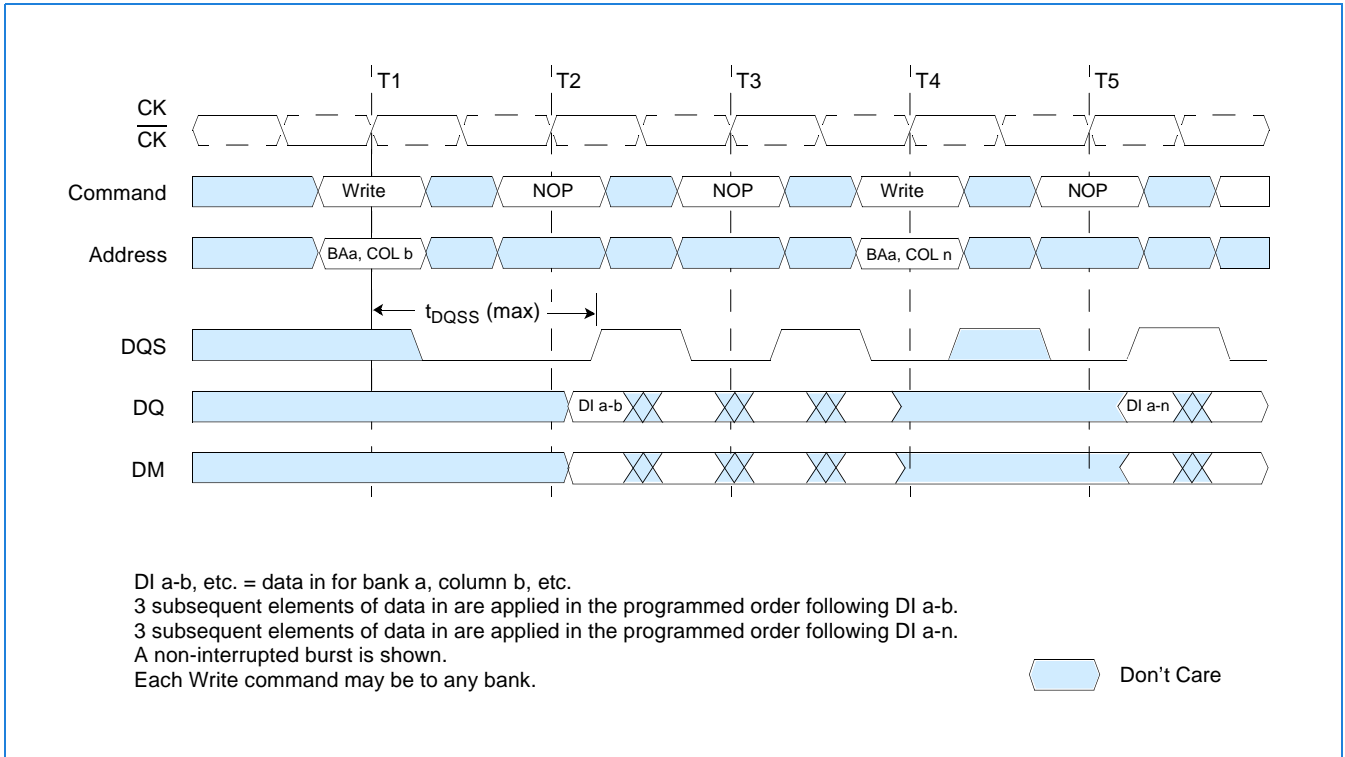 T1 T2 T3 T4 T5
CK
CK
Command Write NOP NOP Write NOP
Address BAa, COL b BAa, COL n
tDQSS (max)
DQS
DQ DI a-b DI a-n
DM
DI a-b, etc. = data in for bank a, column b, etc.
3 subsequent elements of data in are applied in the programmed order following DI a-b.
3 subsequent elements of data in are applied in the programmed order following DI a-n.
A non-interrupted burst is shown.
Each Write command may be to any bank.
Don't Care